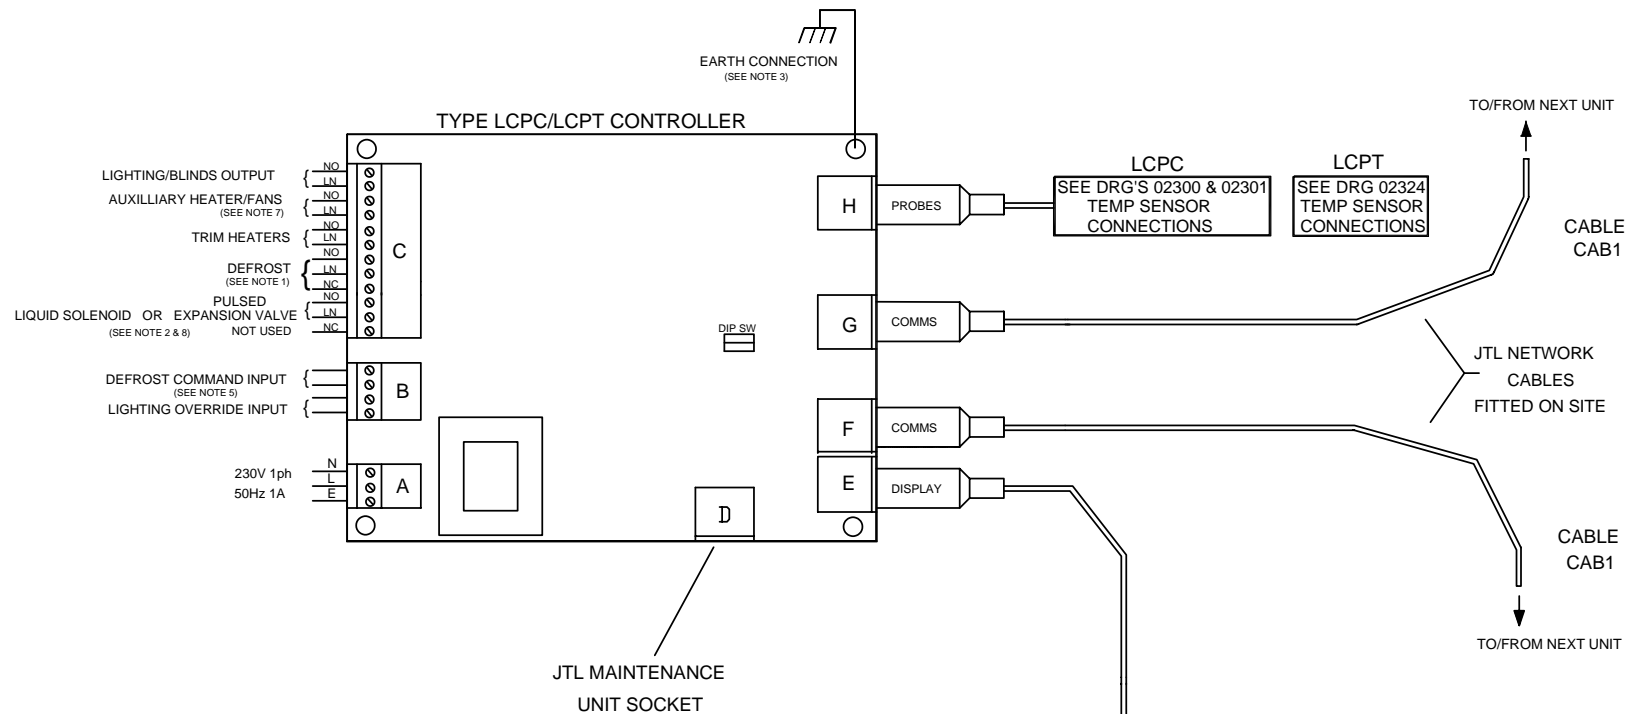 EARTH CONNECTION
(SEE NOTE 3)
TYPE LCPC/LCPT CONTROLLER
LIGHTING/BLINDS OUTPUT
NO
LN
AUXILLIARY HEATER/FANS
(SEE NOTE 7)
NO
LN
TRIM HEATERS
NO
LN
DEFROST
(SEE NOTE 1)
NO
LN
NC
PULSED
LIQUID SOLENOID OR EXPANSION VALVE
(SEE NOTE 2 & 8)
NOT USED
NO
LN
NC
C
DEFROST COMMAND INPUT
(SEE NOTE 5)
LIGHTING OVERRIDE INPUT
B
230V 1ph
50Hz 1A
N
L
E
A
DIP SW
D
JTL MAINTENANCE
UNIT SOCKET
H
PROBES
G
COMMS
F
COMMS
E
DISPLAY
LCPC
SEE DRG'S 02300 & 02301
TEMP SENSOR
CONNECTIONS
LCPT
SEE DRG 02324
TEMP SENSOR
CONNECTIONS
TO/FROM NEXT UNIT
CABLE
CAB1
JTL NETWORK
CABLES
FITTED ON SITE
CABLE
CAB1
TO/FROM NEXT UNIT